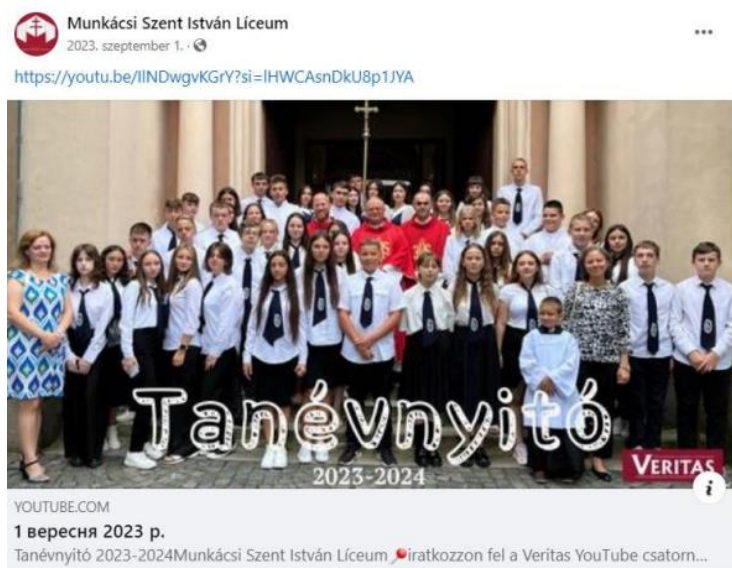 Munkácsi Szent István Líceum
2023. szeptember 1. ·
https://youtu.be/IlNDwgvKGrY?si=lHWCAsnDkU8p1JYA
Tanévnyitó
2023-2024
VERITAS
YOUTUBE.COM
1 вересня 2023 р.
Tanévnyitó 2023-2024Munkácsi Szent István Líceum 📍iratkozzon fel a Veritas YouTube csatorn...